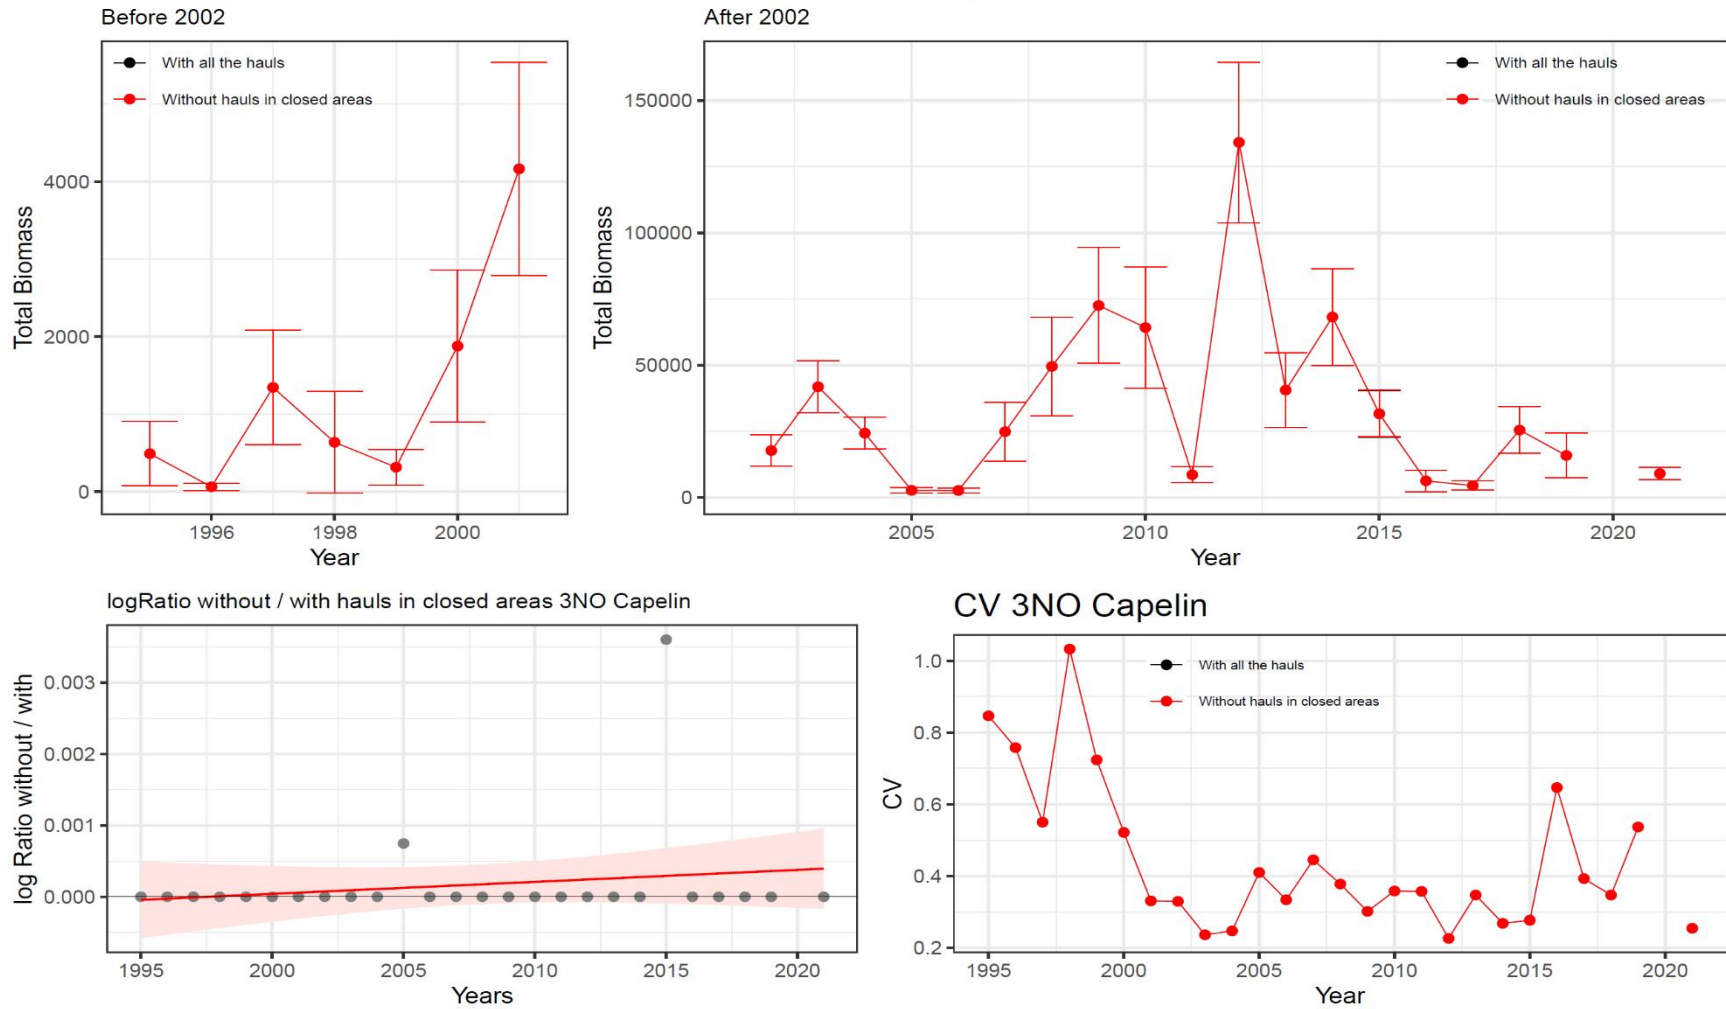 Before 2002
After 2002
With all the hauls
Without hauls in closed areas
With all the hauls
Without hauls in closed areas
Total Biomass
4000
2000
0
1996
1998
2000
Year
Total Biomass
150000
100000
50000
0
2005
2010
2015
2020
Year
logRatio without / with hauls in closed areas 3NO Capelin
log Ratio without / with
0.003
0.002
0.001
0.000
1995
2000
2005
2010
2015
2020
Years
CV 3NO Capelin
With all the hauls
Without hauls in closed areas
CV
1.0
0.8
0.6
0.4
0.2
1995
2000
2005
2010
2015
2020
Year